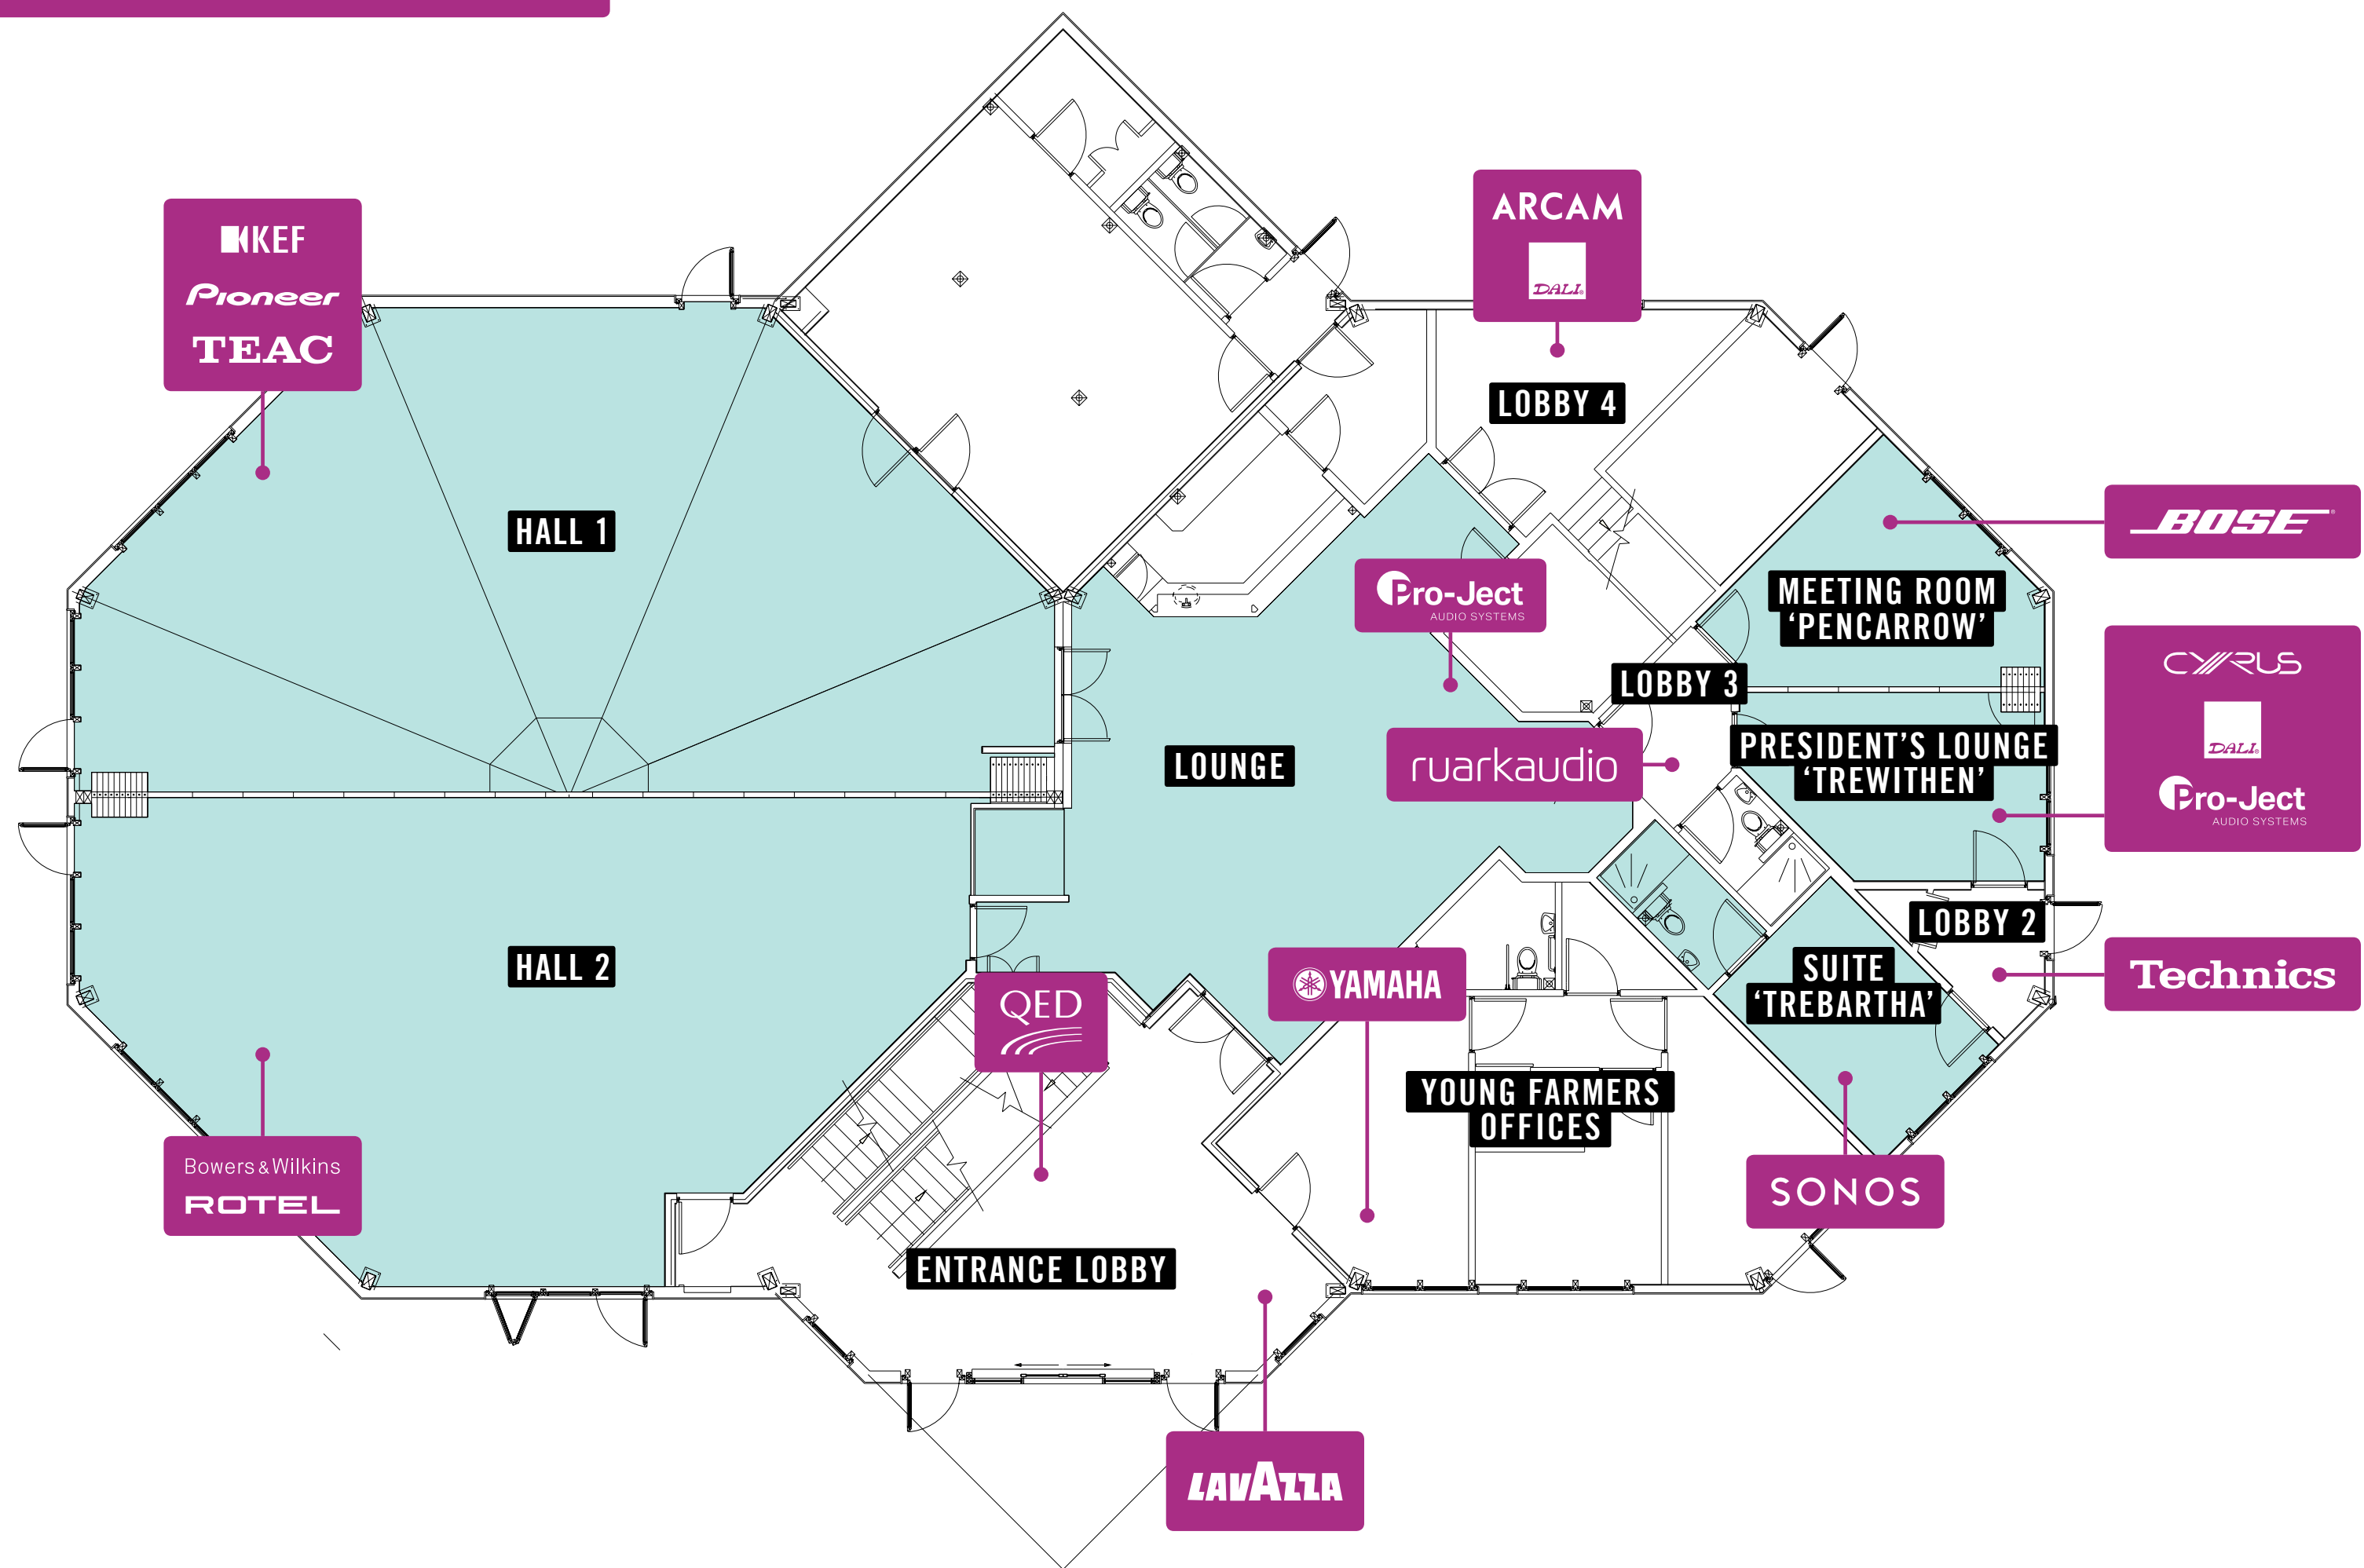 KEF
Pioneer
TEAC
ARCAM
DALI®
LOBBY 4
HALL 1
BOSE®
MEETING ROOM
‘PENCARROW’
Pro-Ject
AUDIO SYSTEMS
LOBBY 3
CYRUS
DALI®
Pro-Ject
AUDIO SYSTEMS
PRESIDENT’S LOUNGE
‘TREWITHEN’
LOUNGE
ruarkaudio
LOBBY 2
HALL 2
SUITE
‘TREBARTHA’
Technics
YAMAHA
QED
YOUNG FARMERS
OFFICES
Bowers & Wilkins
ROTEL
SONOS
ENTRANCE LOBBY
LAVAZZA